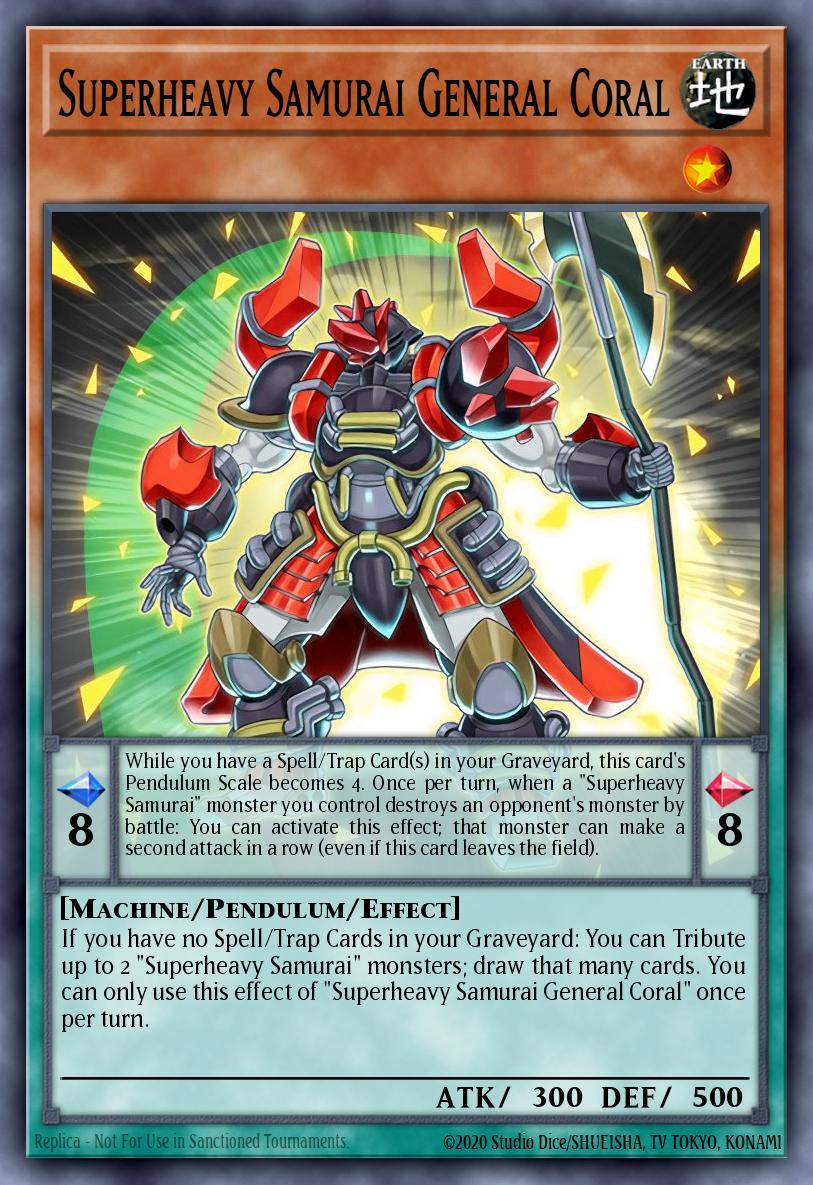 Superheavy Samurai General Coral
EARTH
地
While you have a Spell/Trap Card(s) in your Graveyard, this card's
Pendulum Scale becomes 4. Once per turn, when a "Superheavy
Samurai" monster you control destroys an opponent's monster by
battle: You can activate this effect; that monster can make a
second attack in a row (even if this card leaves the field).
8
8
[Machine/Pendulum/Effect]
If you have no Spell/Trap Cards in your Graveyard: You can Tribute
up to 2 "Superheavy Samurai" monsters; draw that many cards. You
can only use this effect of "Superheavy Samurai General Coral" once
per turn.
ATK/ 300 DEF/ 500
Replica - Not For Use in Sanctioned Tournaments.
©2020 Studio Dice/SHUEISHA, TV TOKYO, KONAMI